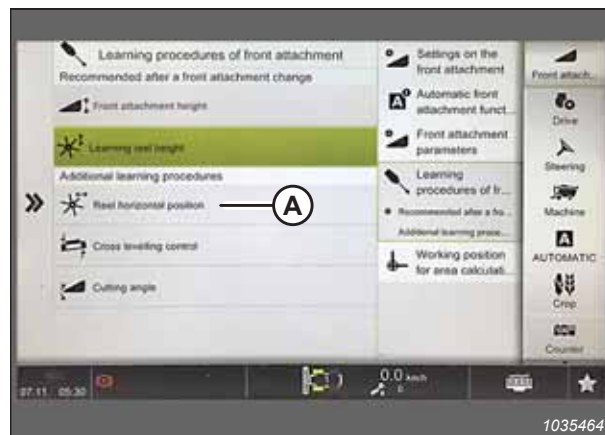 Learning procedures of front attachment
Recommended after a front attachment change
Front attachment height
Learning reel height
Additional learning procedures
Reel horizontal position
A
Cross levelling control
Cutting angle
Settings on the
front attachment
Automatic front
attachment funct...
Front attachment
parameters
Learning
procedures of fr...
Recommended after a fro...
Additional learning proce...
Working position
for area calculati...
Front attach...
Drive
Steering
Machine
A
AUTOMATIC
Crop
Counter
07.11 05:30
0.0 km/h
0
1035464